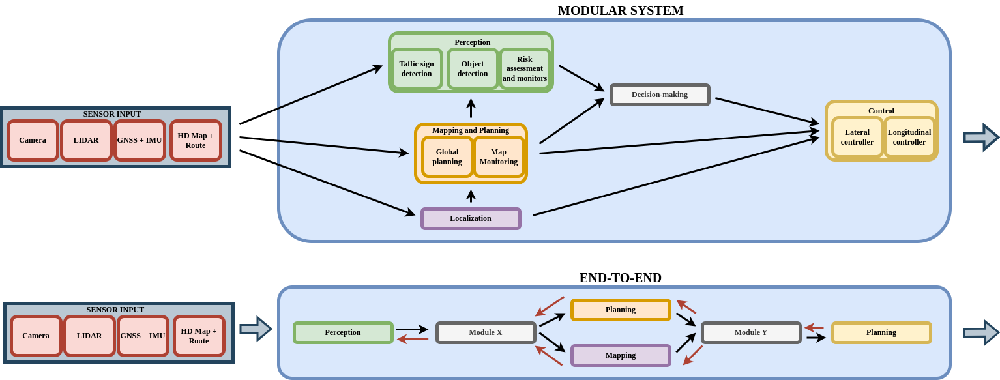 MODULAR SYSTEM
SENSOR INPUT
Camera
LIDAR
GNSS + IMU
HD Map +
Route
Perception
Taffic sign
detection
Object
detection
Risk
assessment
and monitors
Mapping and Planning
Global
planning
Map
Monitoring
Localization
Decision-making
Control
Lateral
controller
Longitudinal
controller
END-TO-END
SENSOR INPUT
Camera
LIDAR
GNSS + IMU
HD Map +
Route
Perception
Module X
Planning
Mapping
Module Y
Planning